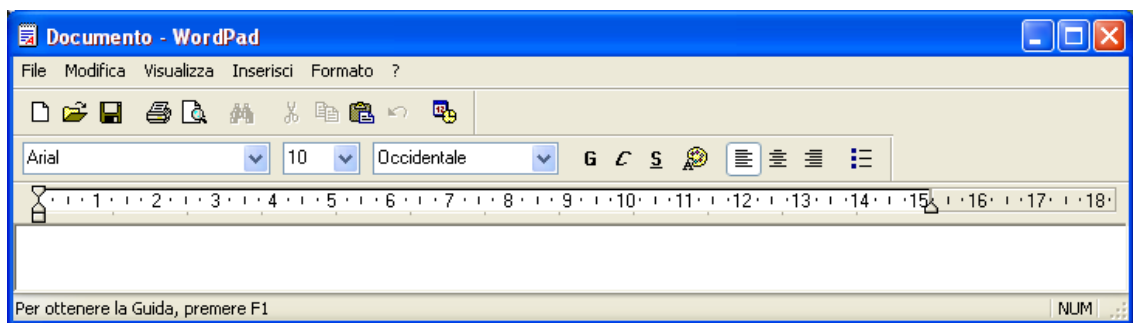 Documento - WordPad
File Modifica Visualizza Inserisci Formato ?
Arial 10 Occidentale G C S
1 2 3 4 5 6 7 8 9 10 11 12 13 14 15 16 17 18
Per ottenere la Guida, premere F1 NUM